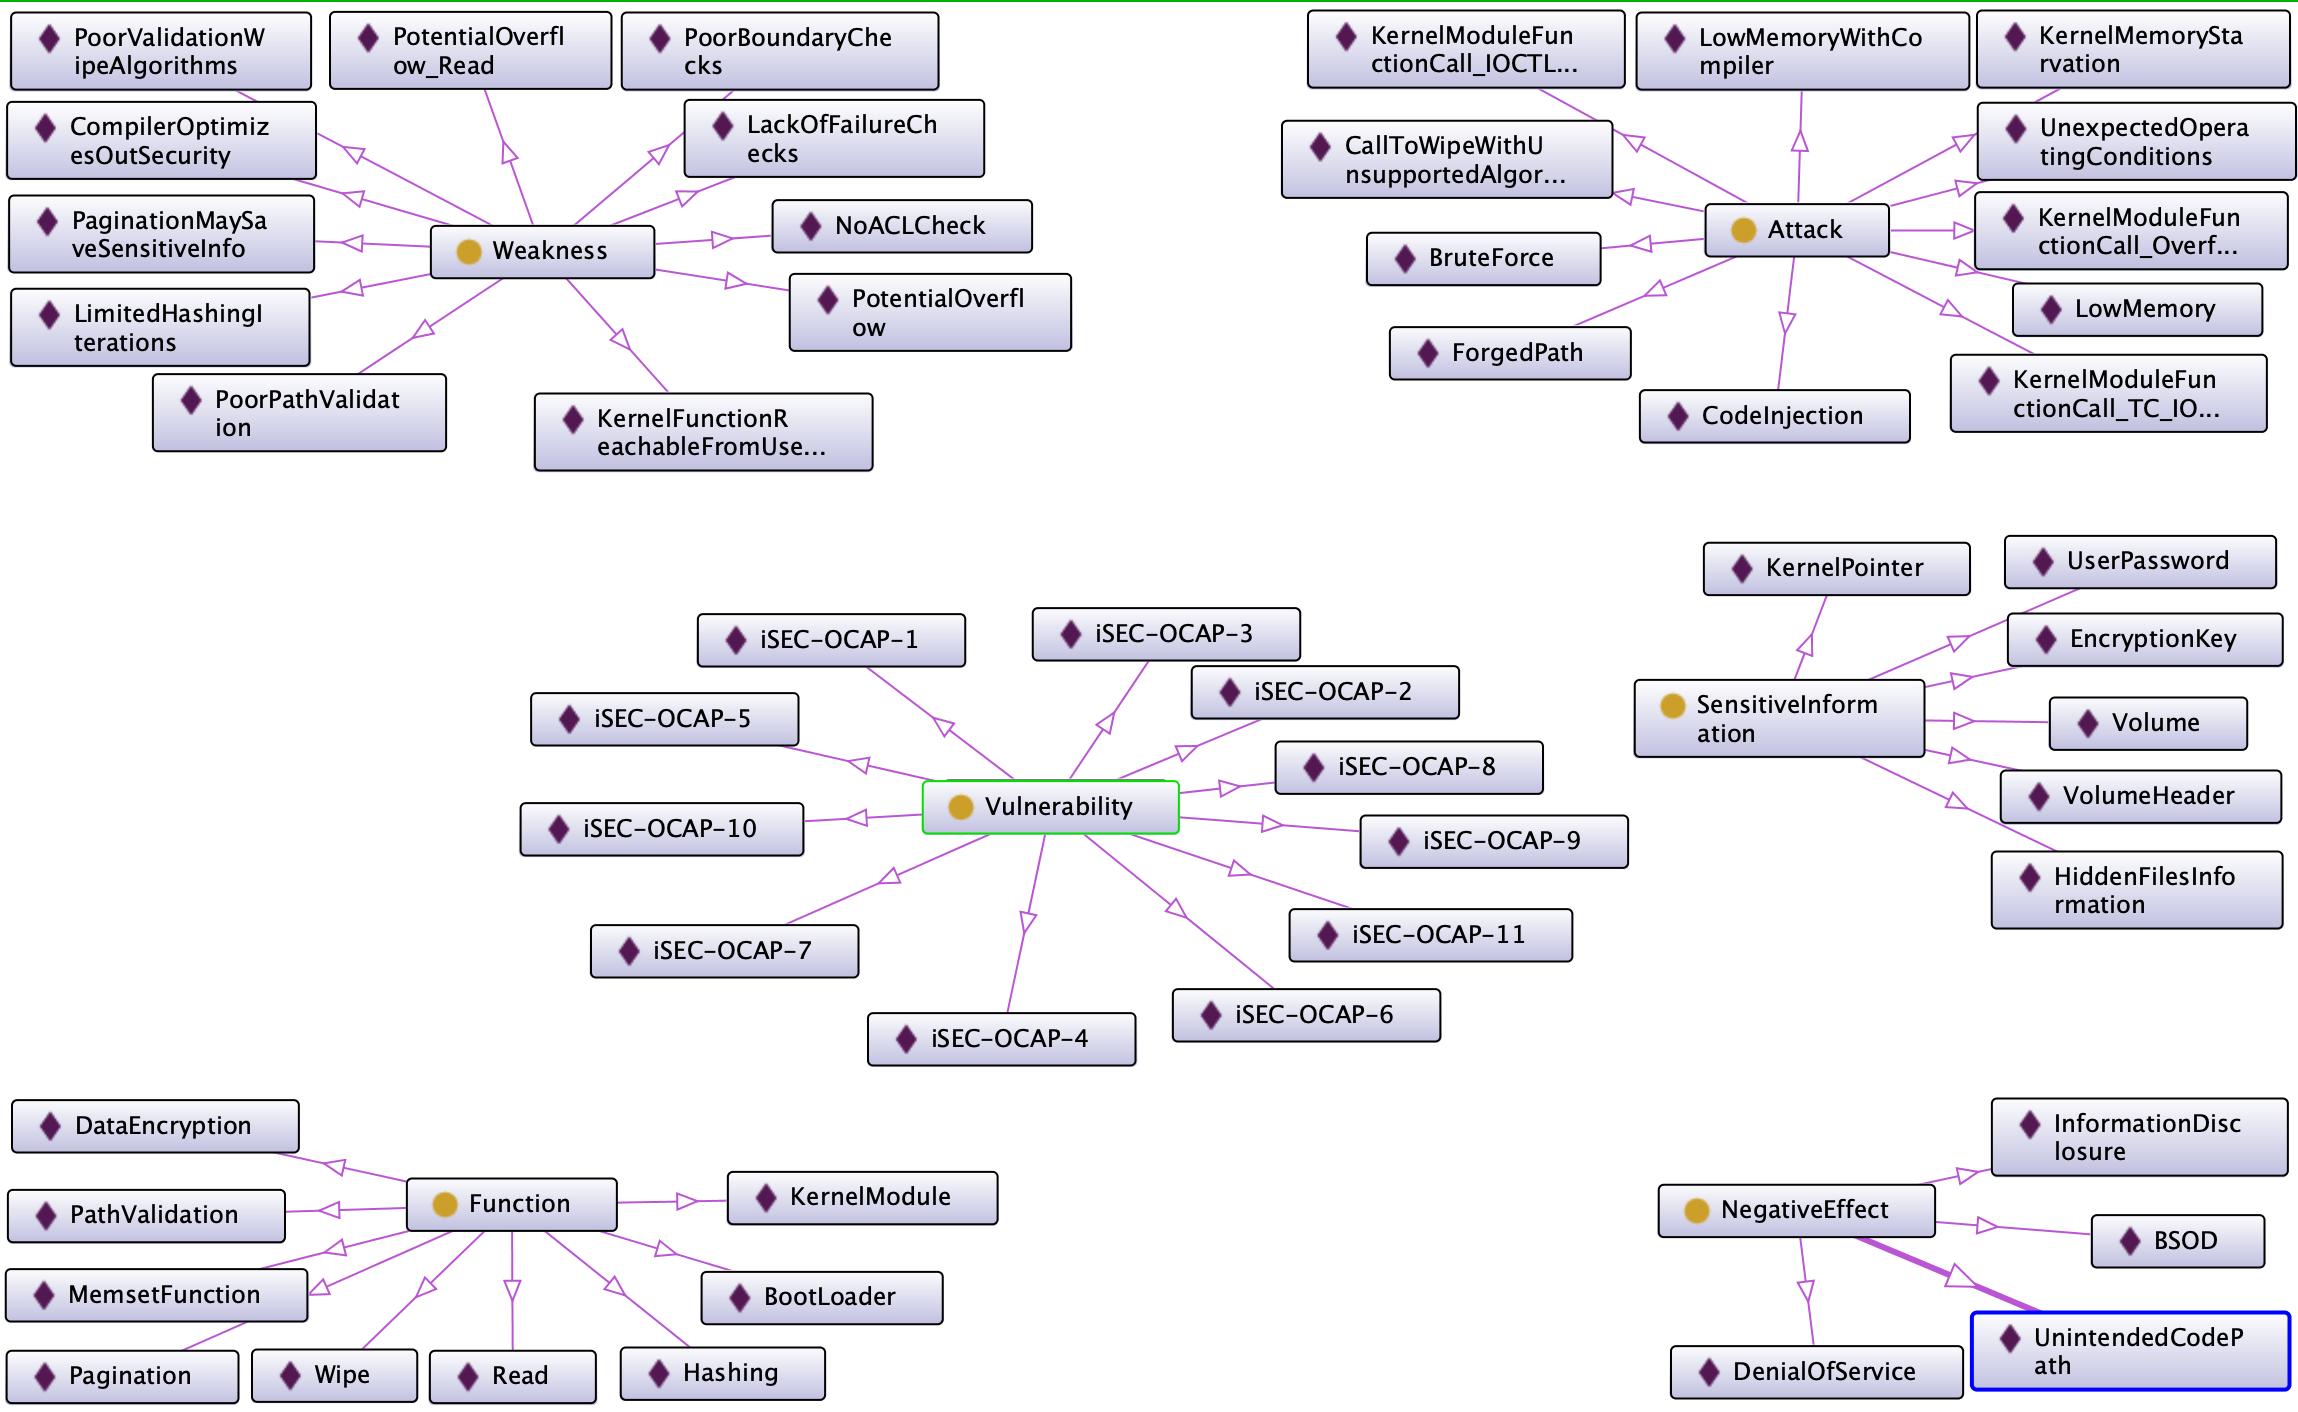 PoorValidationW
ipeAlgorithms
PotentialOverfl
ow_Read
PoorBoundaryChe
cks
CompilerOptimiz
esOutSecurity
LackOfFailureCh
ecks
PaginationMaySa
veSensitiveInfo
Weakness
NoACLCheck
LimitedHashingI
terations
PotentialOverfl
ow
PoorPathValidat
ion
KernelFunctionR
eachableFromUse...
KernelModuleFun
ctionCall_IOCTL...
LowMemoryWithCo
mpiler
KernelMemorySta
rvation
CallToWipeWithU
nsupportedAlgor...
UnexpectedOpera
tingConditions
Attack
KernelModuleFun
ctionCall_Overf...
BruteForce
LowMemory
ForgedPath
CodeInjection
KernelModuleFun
ctionCall_TC_IO...
iSEC-OCAP-1
iSEC-OCAP-3
iSEC-OCAP-2
iSEC-OCAP-5
iSEC-OCAP-8
Vulnerability
iSEC-OCAP-10
iSEC-OCAP-9
iSEC-OCAP-7
iSEC-OCAP-11
iSEC-OCAP-6
iSEC-OCAP-4
KernelPointer
UserPassword
EncryptionKey
SensitiveInform
ation
Volume
VolumeHeader
HiddenFilesInfo
rmation
DataEncryption
PathValidation
Function
KernelModule
MemsetFunction
BootLoader
Pagination
Wipe
Read
Hashing
InformationDisc
losure
NegativeEffect
BSOD
DenialOfService
UnintendedCodeP
ath